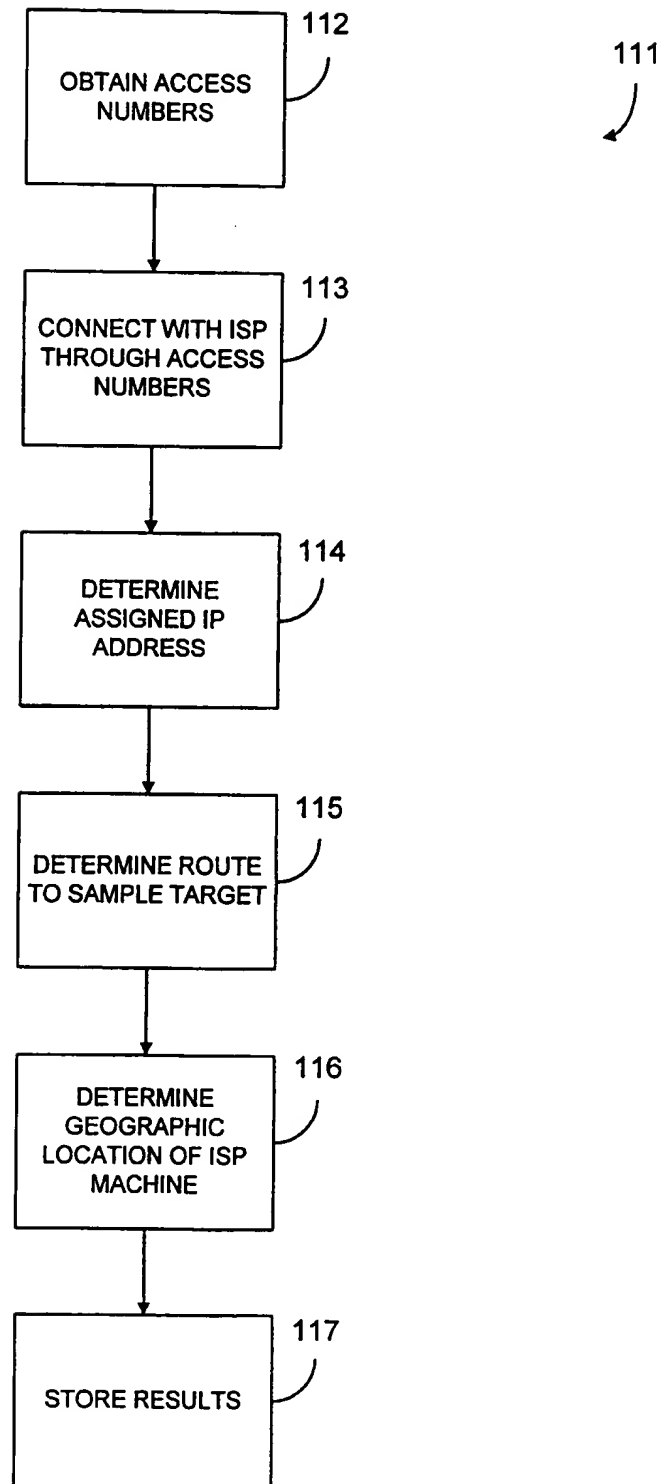 112
111
OBTAIN ACCESS
NUMBERS
113
CONNECT WITH ISP
THROUGH ACCESS
NUMBERS
114
DETERMINE
ASSIGNED IP
ADDRESS
115
DETERMINE ROUTE
TO SAMPLE TARGET
116
DETERMINE
GEOGRAPHIC
LOCATION OF ISP
MACHINE
117
STORE RESULTS